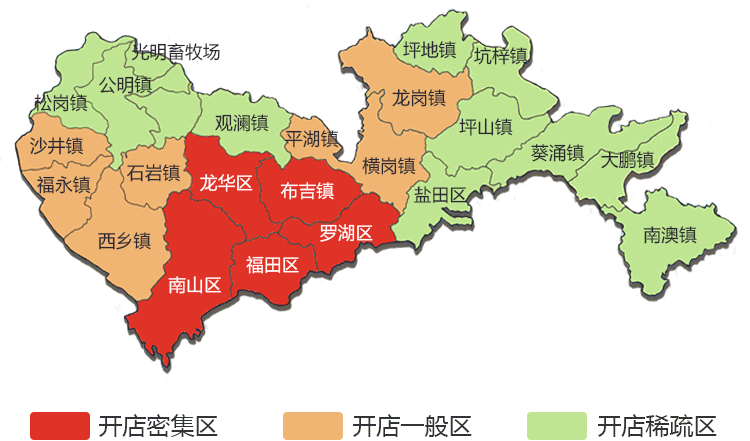 光明畜牧场
坪地镇
坑梓镇
公明镇
松岗镇
龙岗镇
观澜镇
坪山镇
沙井镇
平湖镇
葵涌镇
大鹏镇
石岩镇
横岗镇
福永镇
龙华区
布吉镇
盐田区
西乡镇
罗湖区
南澳镇
福田区
南山区
开店密集区
开店一般区
开店稀疏区